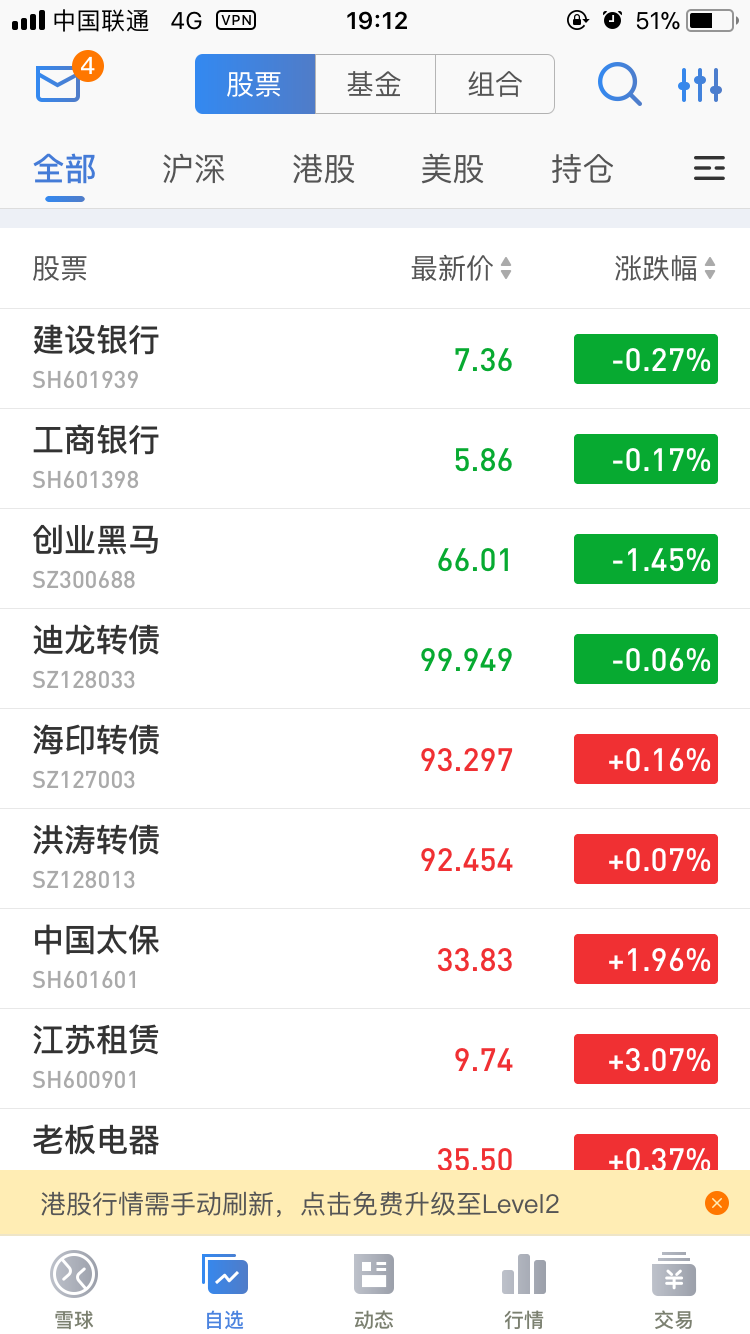 中国联通 4G VPN 19:12 51%
4 股票 基金 组合
全部 沪深 港股 美股 持仓
股票 最新价 涨跌幅
建设银行 7.36 -0.27%
SH601939
工商银行 5.86 -0.17%
SH601398
创业黑马 66.01 -1.45%
SZ300688
迪龙转债 99.949 -0.06%
SZ128033
海印转债 93.297 +0.16%
SZ127003
洪涛转债 92.454 +0.07%
SZ128013
中国太保 33.83 +1.96%
SH601601
江苏租赁 9.74 +3.07%
SH600901
老板电器 35.50 +0.37%
港股行情需手动刷新，点击免费升级至Level2
雪球 自选 动态 行情 交易